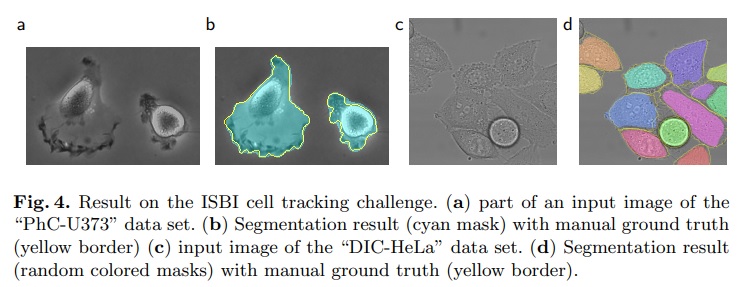 a b c d
Fig. 4. Result on the ISBI cell tracking challenge. (a) part of an input image of the
“PhC-U373” data set. (b) Segmentation result (cyan mask) with manual ground truth
(yellow border) (c) input image of the “DIC-HeLa” data set. (d) Segmentation result
(random colored masks) with manual ground truth (yellow border).